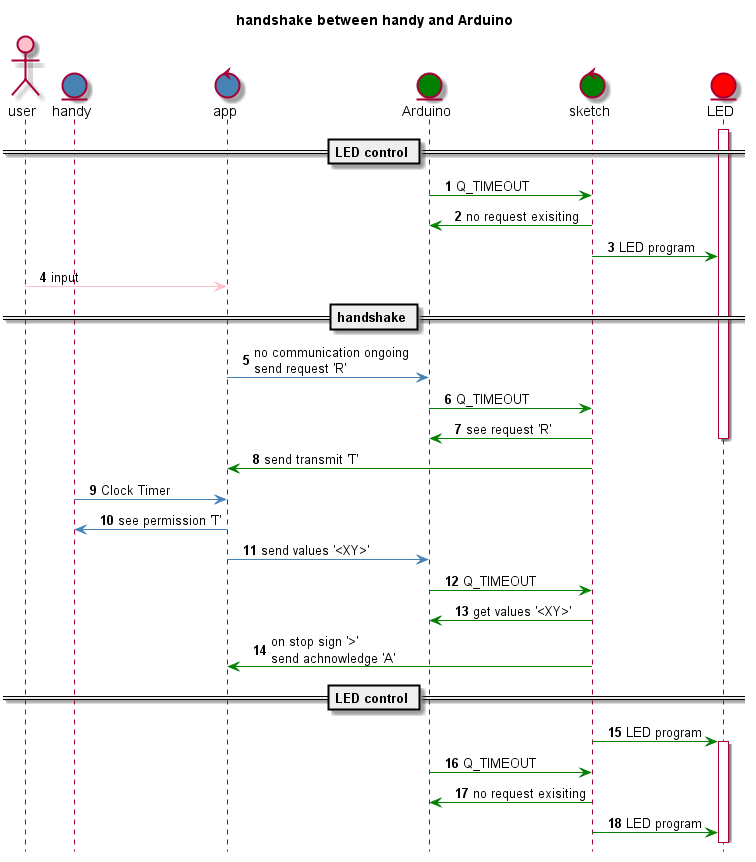 handshake between handy and Arduino
user
handy
app
Arduino
sketch
LED
LED control
1 Q_TIMEOUT
2 no request exisiting
3 LED program
4 input
handshake
5 no communication ongoing
send request 'R'
6 Q_TIMEOUT
7 see request 'R'
8 send transmit 'T'
9 Clock Timer
10 see permission 'T'
11 send values '<XY>'
12 Q_TIMEOUT
13 get values '<XY>'
14 on stop sign '>'
send achnowledge 'A'
LED control
15 LED program
16 Q_TIMEOUT
17 no request exisiting
18 LED program